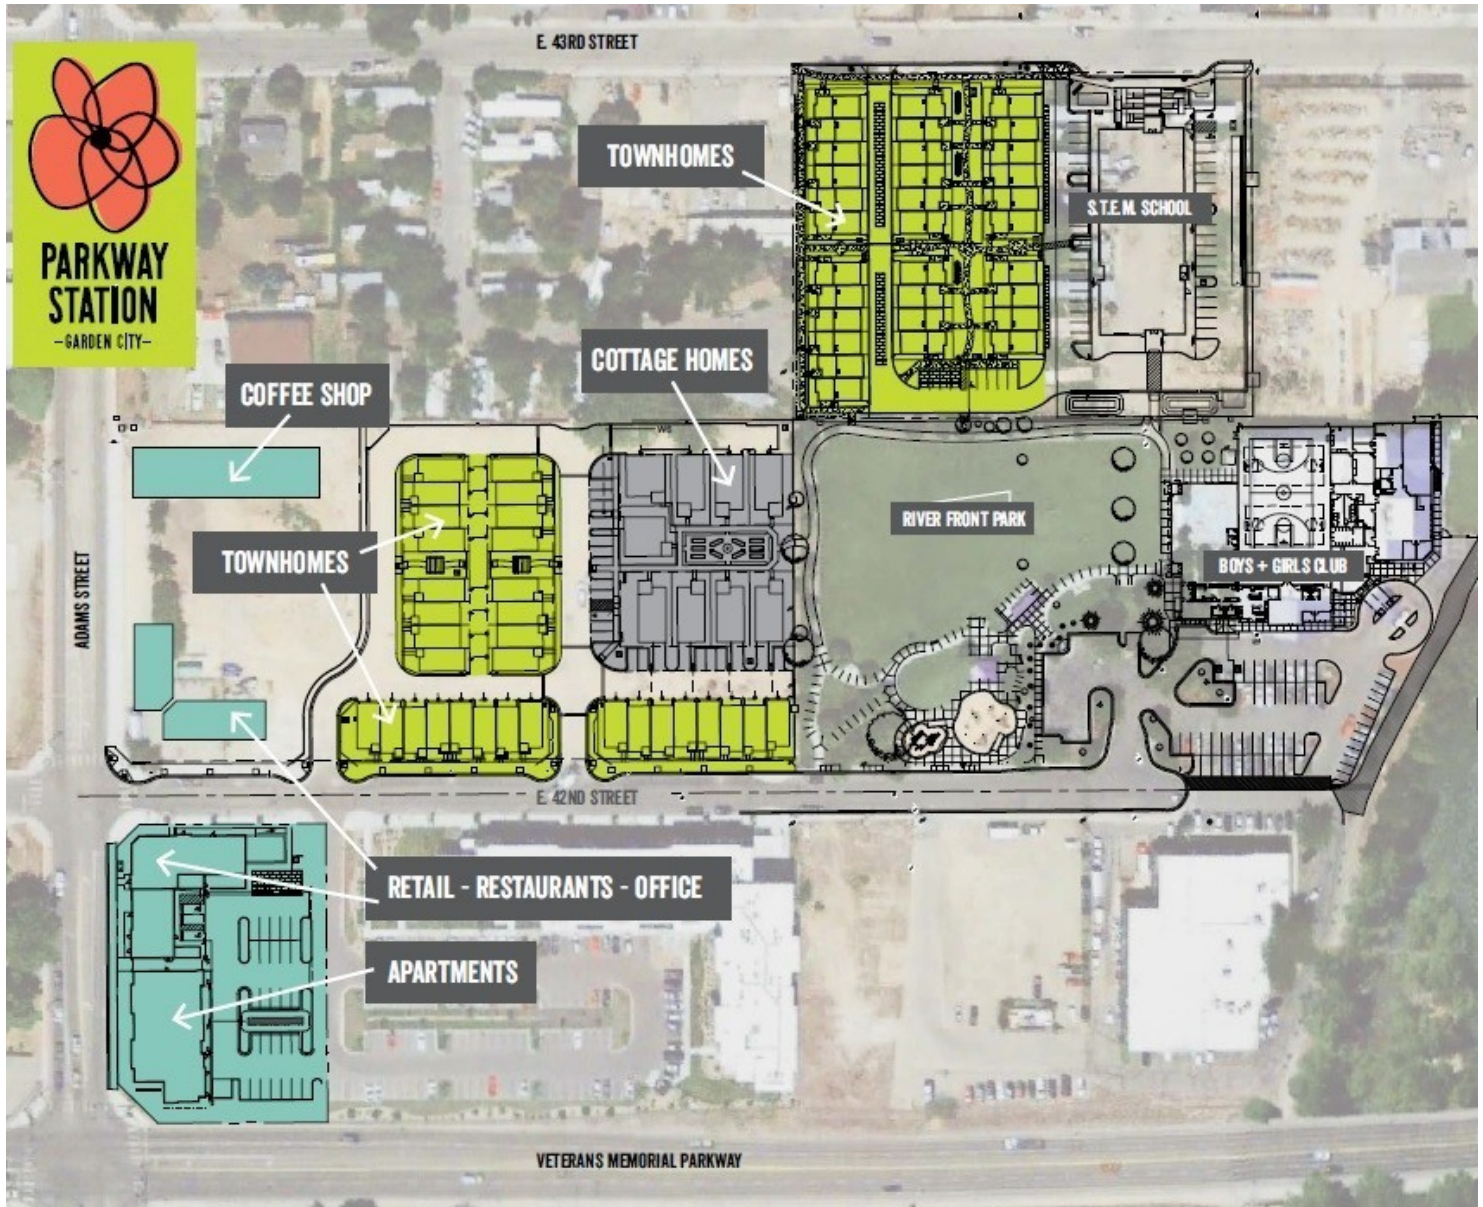 E. 43RD STREET
PARKWAY
STATION
-GARDEN CITY-
TOWNHOMES
S.T.E.M. SCHOOL
COTTAGE HOMES
COFFEE SHOP
RIVER FRONT PARK
TOWNHOMES
BOYS + GIRLS CLUB
ADAMS STREET
E. 42ND STREET
RETAIL - RESTAURANTS - OFFICE
APARTMENTS
VETERANS MEMORIAL PARKWAY